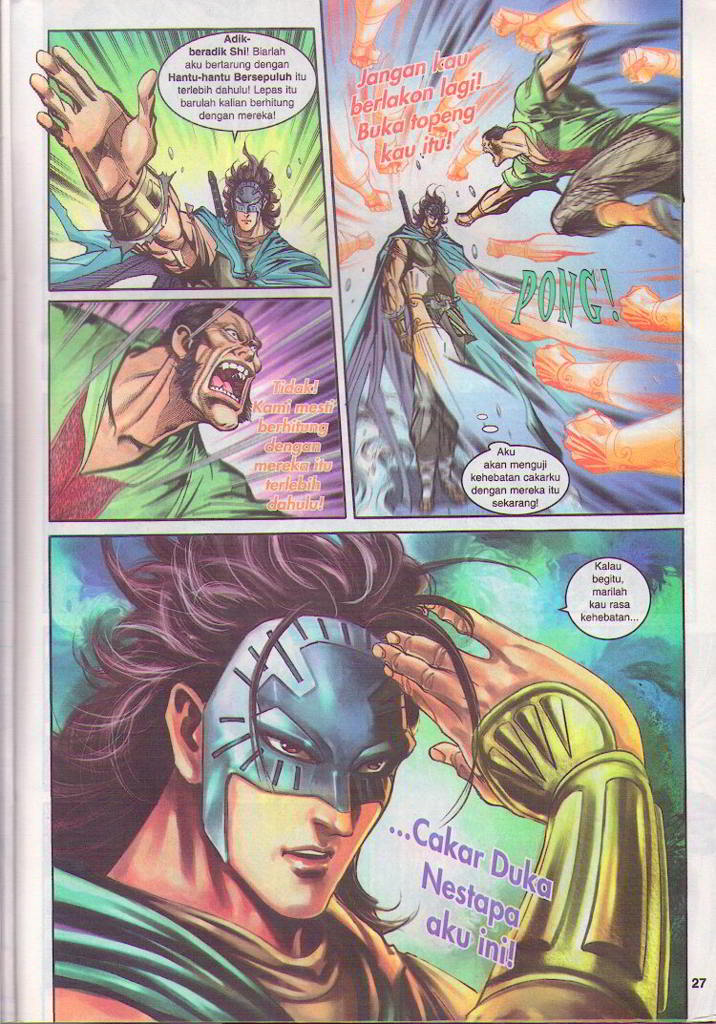 Adik-
beradik Shi! Biarlah
aku bertarung dengan
Hantu-hantu Bersepuluh itu
terlebih dahulu! Lepas itu
barulah kalian berhitung
dengan mereka!
Jangan kau
berlakon lagi!
Buka topeng
kau itu!
PONG!
Tidak!
Kami mesti
berhitung
dengan
mereka itu
terlebih
dahulu!
Aku
akan menguji
kehebatan cakarku
dengan mereka itu
sekarang!
Kalau
begitu,
marilah
kau rasa
kehebatan...
...Cakar Duka
Nestapa
aku ini!
27